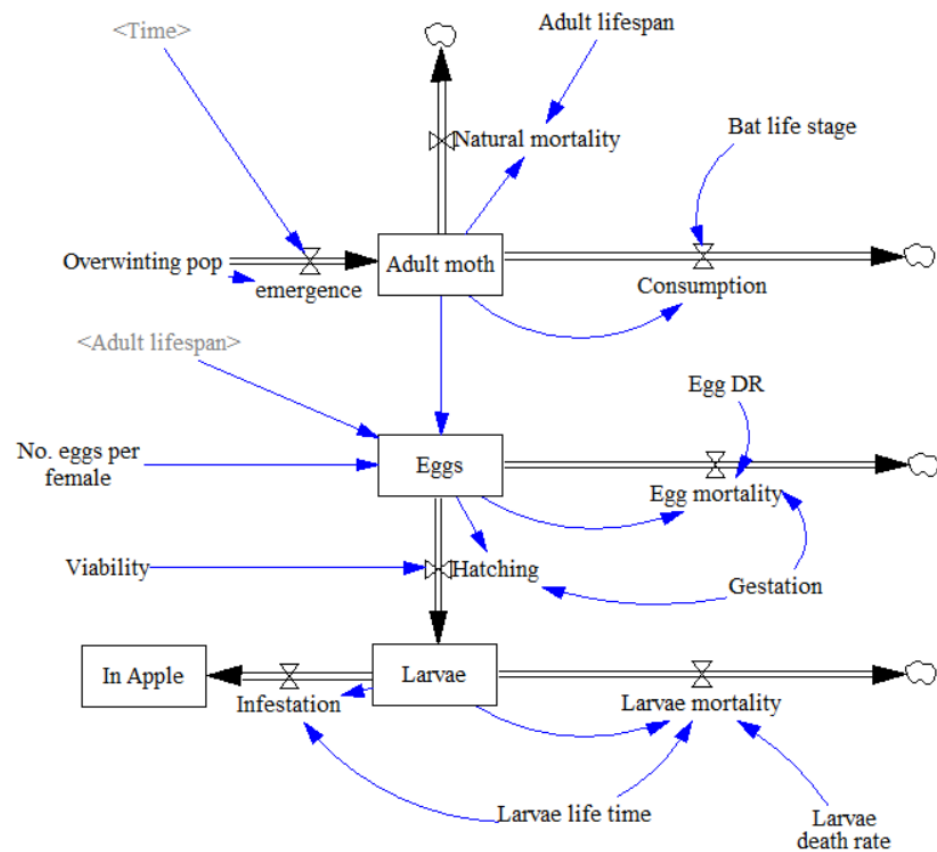 <Time>
Adult lifespan
Natural mortality
Bat life stage
Overwinting pop
emergence
Adult moth
Consumption
<Adult lifespan>
Egg DR
No. eggs per
female
Eggs
Egg mortality
Viability
Hatching
Gestation
In Apple
Larvae
Infestation
Larvae mortality
Larvae life time
Larvae
death rate